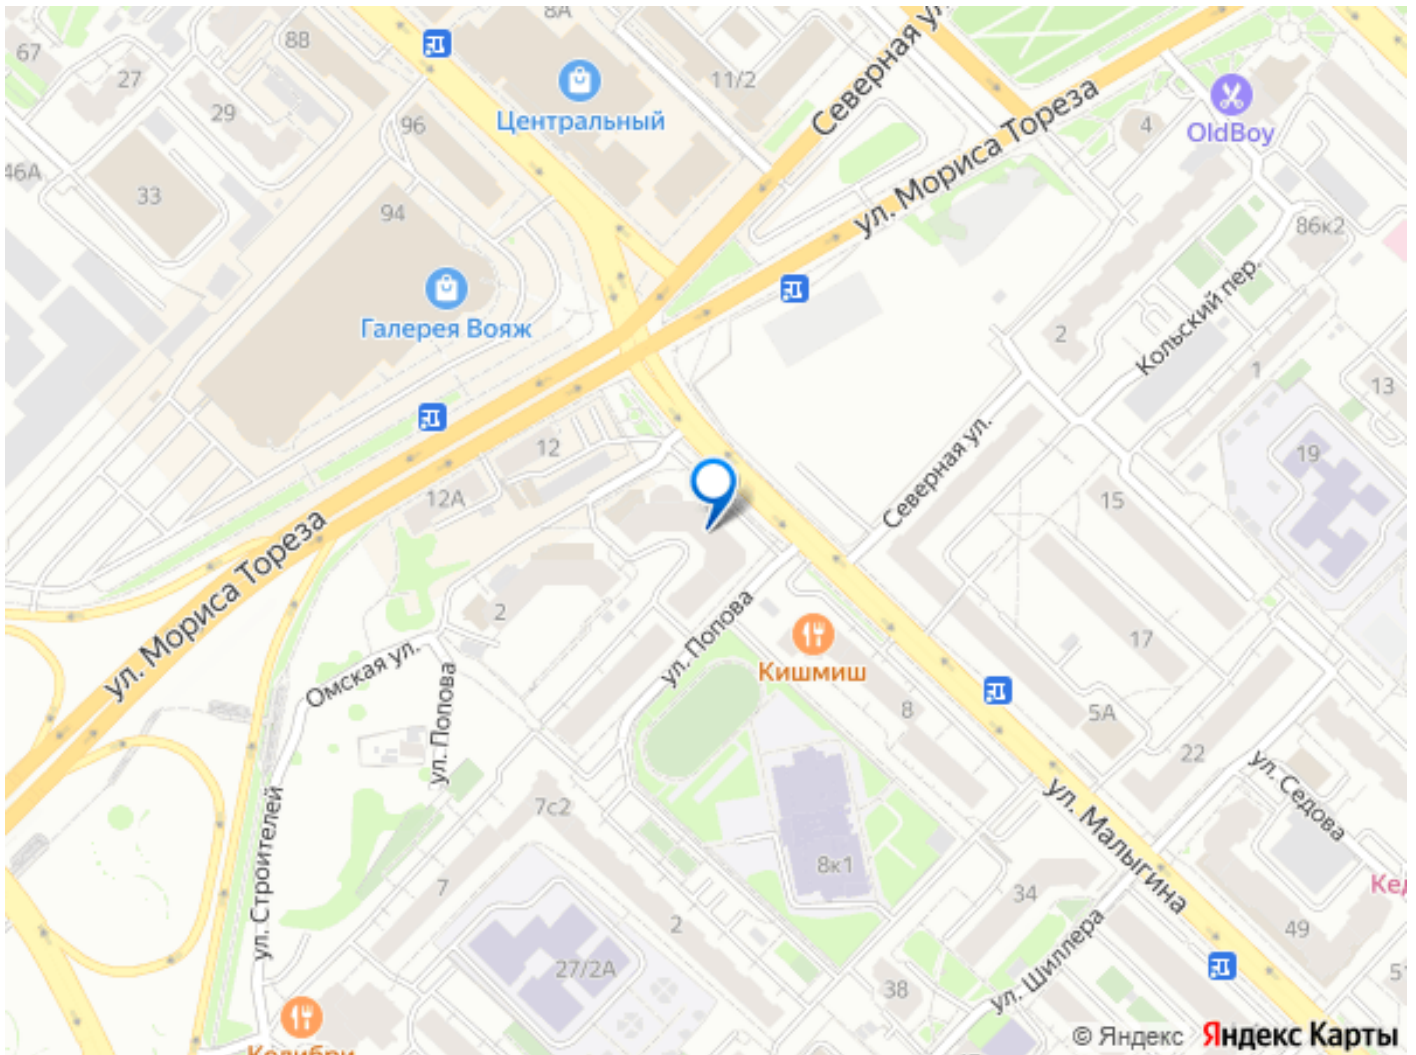 8А
88
67
27
29
96
11/2
Северная ул.
Центральный
ул. Мориса Тореза
4
OldBoy
46А
33
94
86к2
Галерея Вояж
Кольский пер.
2
1
13
12
12А
Северная ул.
19
15
ул. Мориса Тореза
2
ул. Попова
17
Кишмиш
Омская ул.
ул. Попова
8
5А
22
ул. Седова
7с2
ул. Строителей
ул. Малыгина
8к1
7
34
Кед
2
49
27/2А
38
ул. Шиллера
51
Колибри
© Яндекс Яндекс Карты